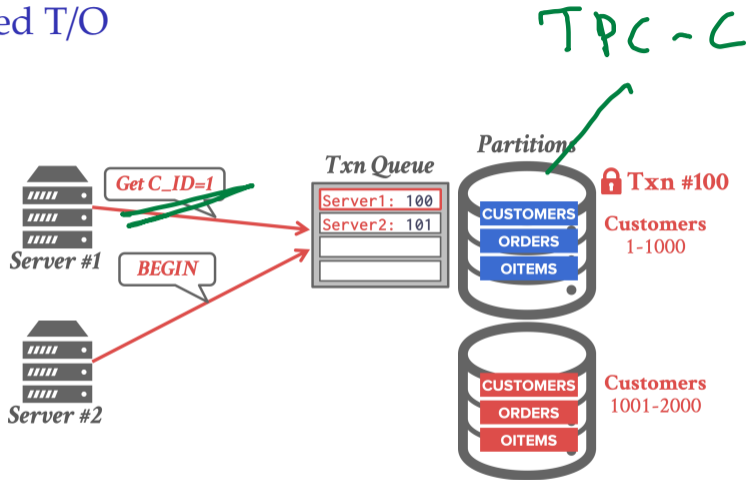 ed T/O
TPC-C
Partitions
Txn Queue
Txn #100
Get C_ID=1
Server1: 100
Server2: 101
CUSTOMERS
ORDERS
OITEMS
Customers
1-1000
Server #1
BEGIN
Server #2
CUSTOMERS
ORDERS
OITEMS
Customers
1001-2000